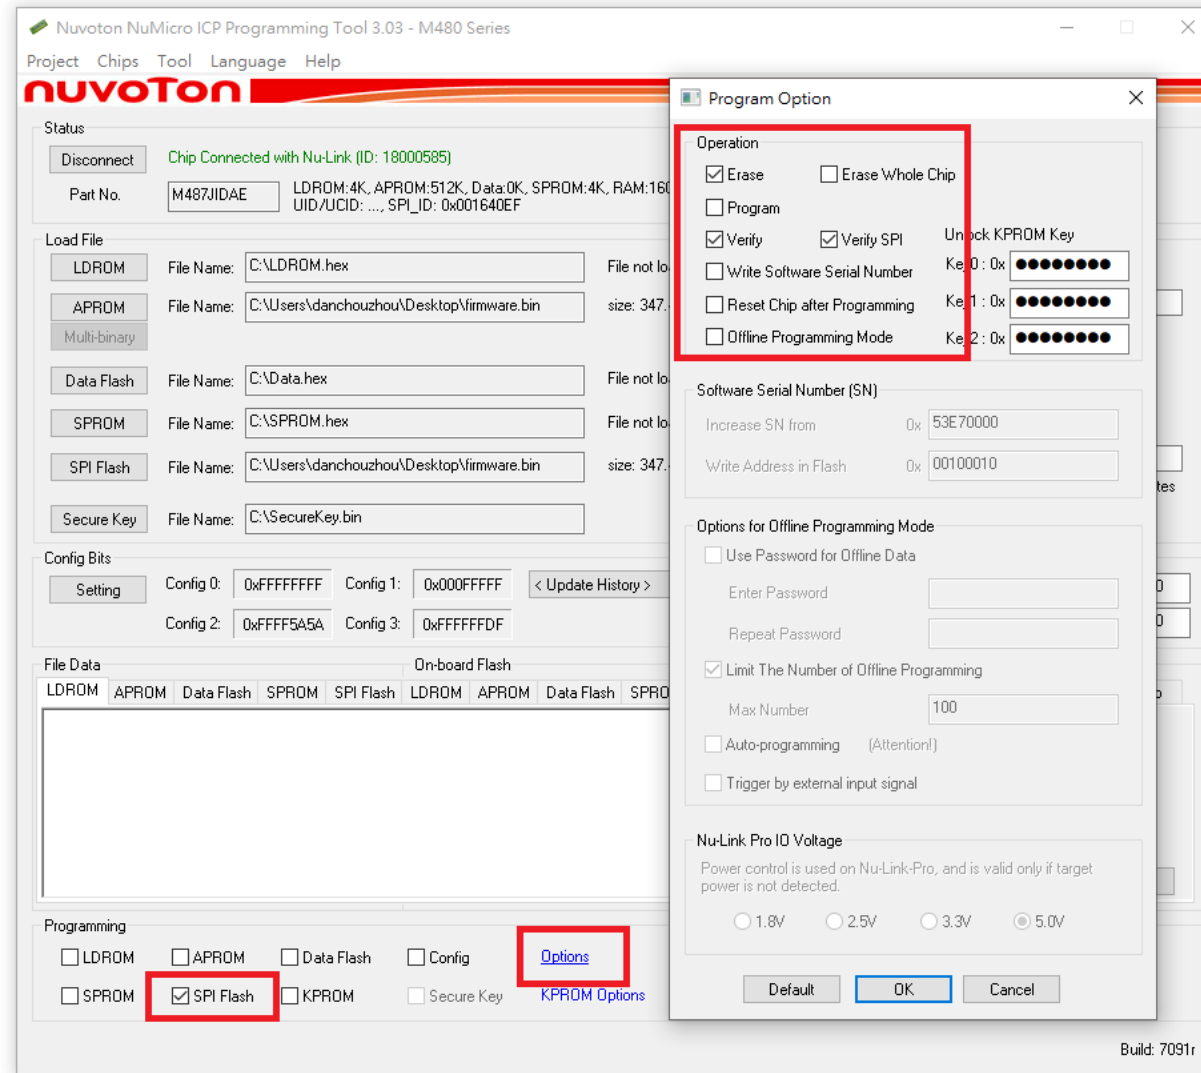 Nuvoton NuMicro ICP Programming Tool 3.03 - M480 Series
Project Chips Tool Language Help
nuvoTon
Status
Disconnect Chip Connected with Nu-Link (ID: 18000585)
Part No. M487JIDAE LDROM:4K, APROM:512K, Data:0K, SPROM:4K, RAM:160
UID/UCID: ..., SPI_ID: 0x001640EF
Load File
LDROM File Name: C:\LDROM.hex File not loa
APROM File Name: C:\Users\danchouzhou\Desktop\firmware.bin size: 347.
Multi-binary
Data Flash File Name: C:\Data.hex File not lo
SPROM File Name: C:\SPROM.hex File not lo
SPI Flash File Name: C:\Users\danchouzhou\Desktop\firmware.bin size: 347.
tes
Secure Key File Name: C:\SecureKey.bin
Config Bits
Setting Config 0: 0xFFFFFFFF Config 1: 0x000FFFFF < Update History >
Config 2: 0xFFFF5A5A Config 3: 0xFFFFFFDF
File Data On-board Flash
LDROM APROM Data Flash SPROM SPI Flash LDROM APROM Data Flash SPRO
Programming
LDROM APROM Data Flash Config Options
SPROM SPI Flash KPROM Secure Key KPROM Options
Build: 7091r
Program Option
Operation
Erase Erase Whole Chip
Program
Verify Verify SPI Unlock KPROM Key
Write Software Serial Number Key0 : 0x ●●●●●●●●
Reset Chip after Programming Key1 : 0x ●●●●●●●●
Offline Programming Mode Key2 : 0x ●●●●●●●●
Software Serial Number (SN)
Increase SN from 0x 53E70000
Write Address in Flash 0x 00100010
Options for Offline Programming Mode
Use Password for Offline Data
Enter Password
Repeat Password
Limit The Number of Offline Programming
Max Number 100
Auto-programming (Attention!)
Trigger by external input signal
Nu-Link Pro IO Voltage
Power control is used on Nu-Link-Pro, and is valid only if target
power is not detected.
1.8V 2.5V 3.3V 5.0V
Default OK Cancel